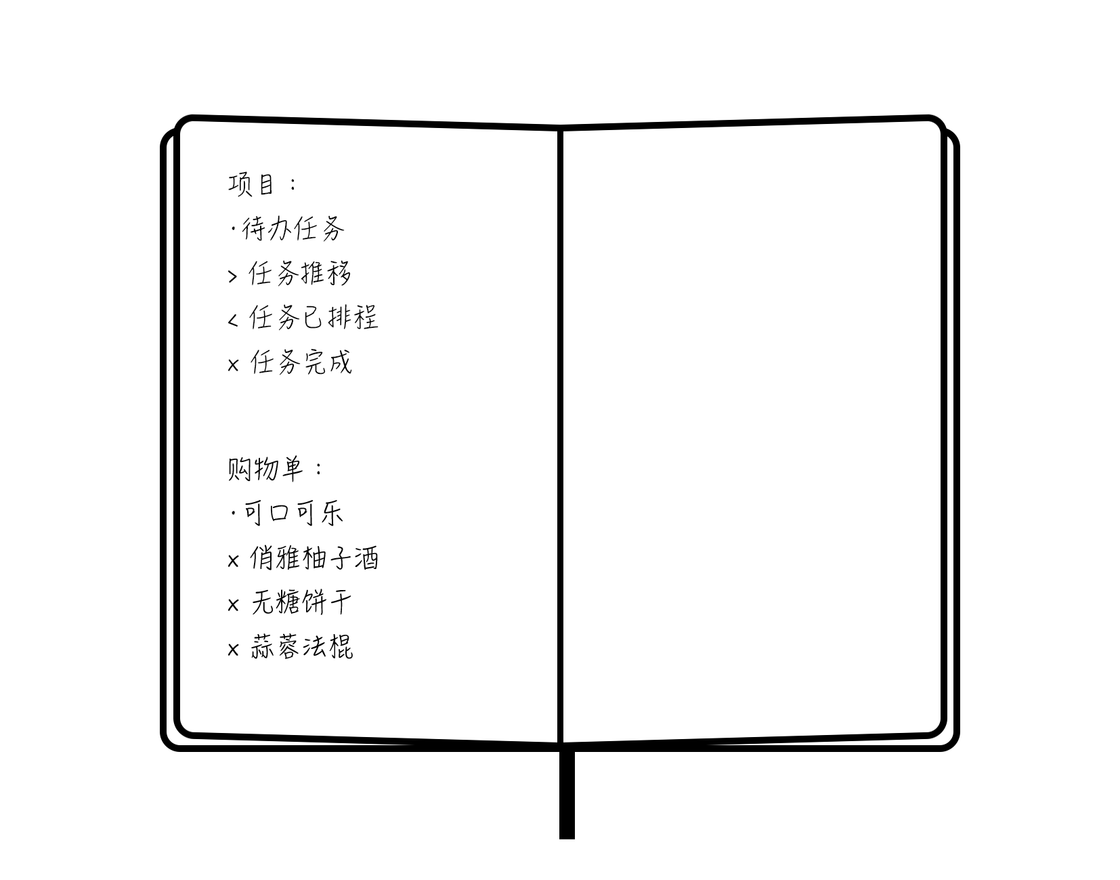 项目：
·待办任务
> 任务推移
< 任务已排程
x 任务完成
购物单：
·可口可乐
x 俏雅柚子酒
x 无糖饼干
x 蒜蓉法棍